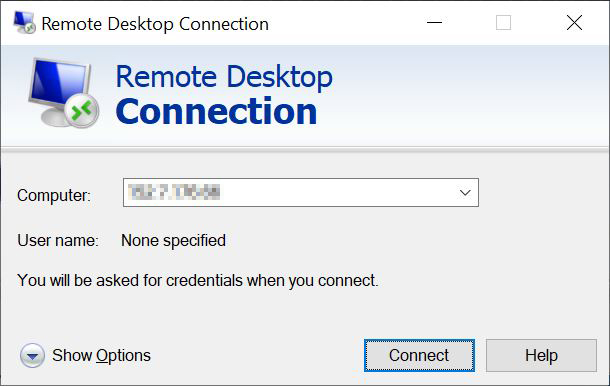 Remote Desktop Connection
Remote Desktop
Connection
Computer:
User name: None specified
You will be asked for credentials when you connect.
Show Options
Connect
Help